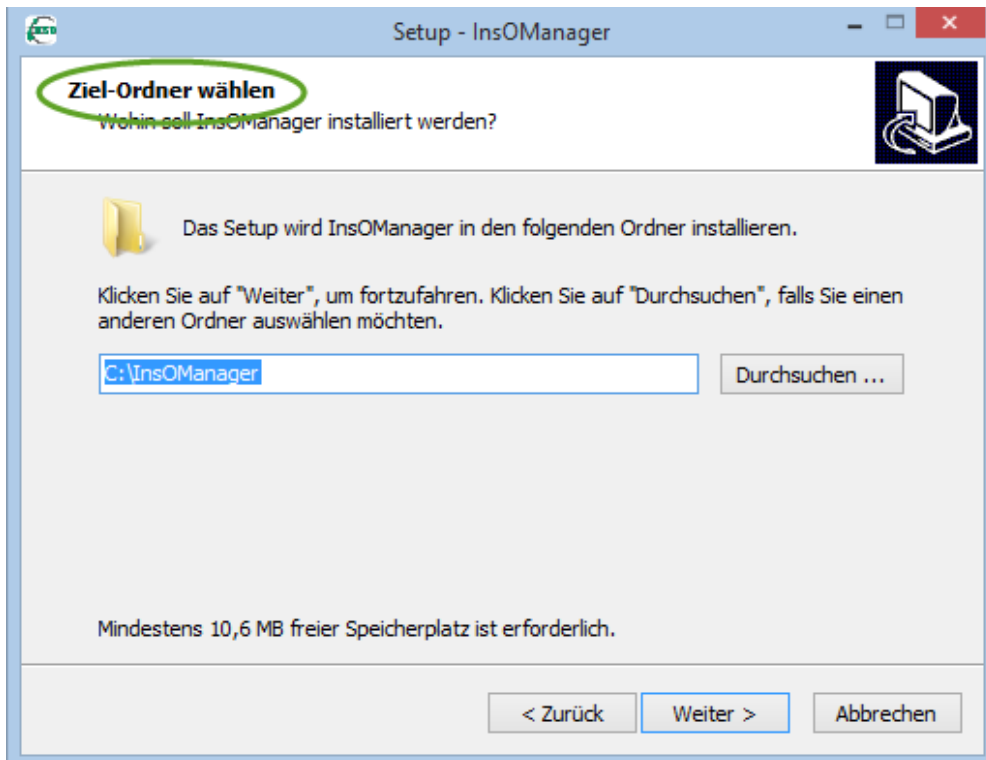 Setup - InsOManager
Ziel-Ordner wählen
Wohin soll InsOManager installiert werden?
Das Setup wird InsOManager in den folgenden Ordner installieren.
Klicken Sie auf "Weiter", um fortzufahren. Klicken Sie auf "Durchsuchen", falls Sie einen
anderen Ordner auswählen möchten.
C:\InsOManager
Durchsuchen ...
Mindestens 10,6 MB freier Speicherplatz ist erforderlich.
< Zurück
Weiter >
Abbrechen